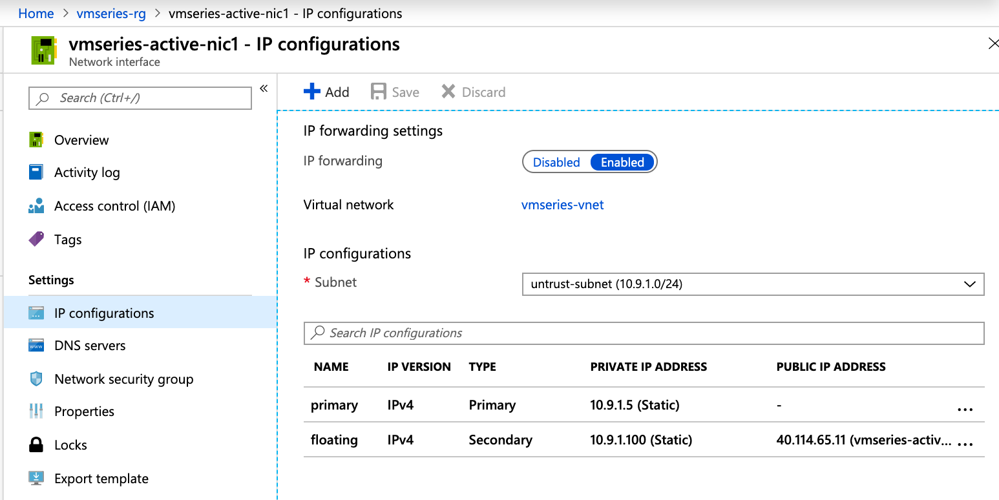 Home > vmseries-rg > vmseries-active-nic1 - IP configurations
vmseries-active-nic1 - IP configurations
Network interface
Search (Ctrl+/)
«
Overview
Activity log
Access control (IAM)
Tags
Settings
IP configurations
DNS servers
Network security group
Properties
Locks
Export template
Add Save Discard
IP forwarding settings
IP forwarding Disabled Enabled
Virtual network vmseries-vnet
IP configurations
* Subnet untrust-subnet (10.9.1.0/24)
Search IP configurations
NAME IP VERSION TYPE PRIVATE IP ADDRESS PUBLIC IP ADDRESS
primary IPv4 Primary 10.9.1.5 (Static) - ...
floating IPv4 Secondary 10.9.1.100 (Static) 40.114.65.11 (vmseries-activ... ...